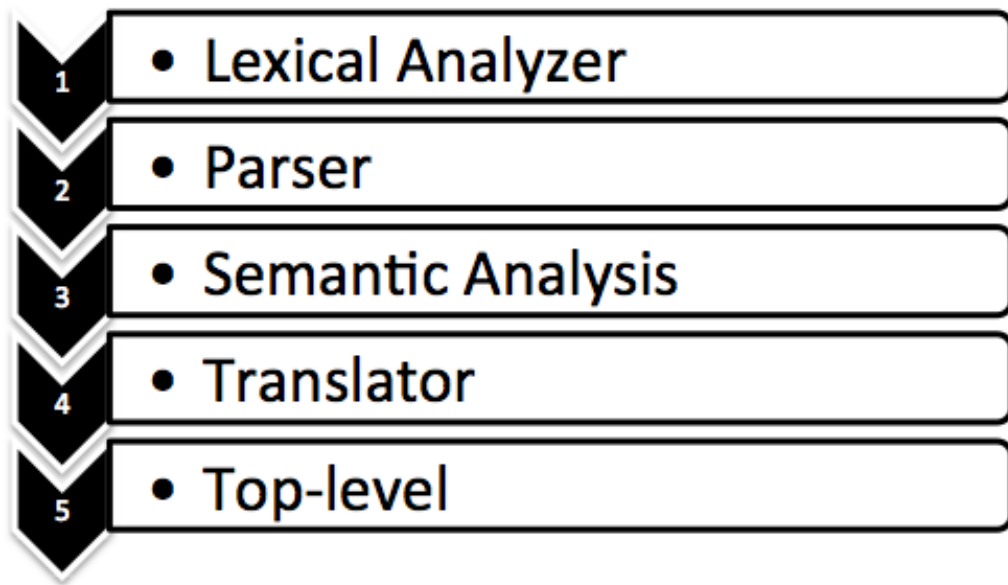 1 • Lexical Analyzer
2 • Parser
3 • Semantic Analysis
4 • Translator
5 • Top-level